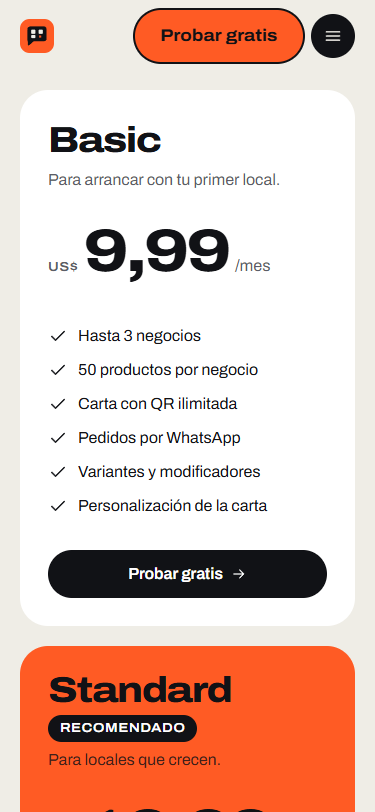 Probar gratis
Basic
Para arrancar con tu primer local.
US$ 9,99 /mes
Hasta 3 negocios
50 productos por negocio
Carta con QR ilimitada
Pedidos por WhatsApp
Variantes y modificadores
Personalización de la carta
Probar gratis →
Standard
RECOMENDADO
Para locales que crecen.